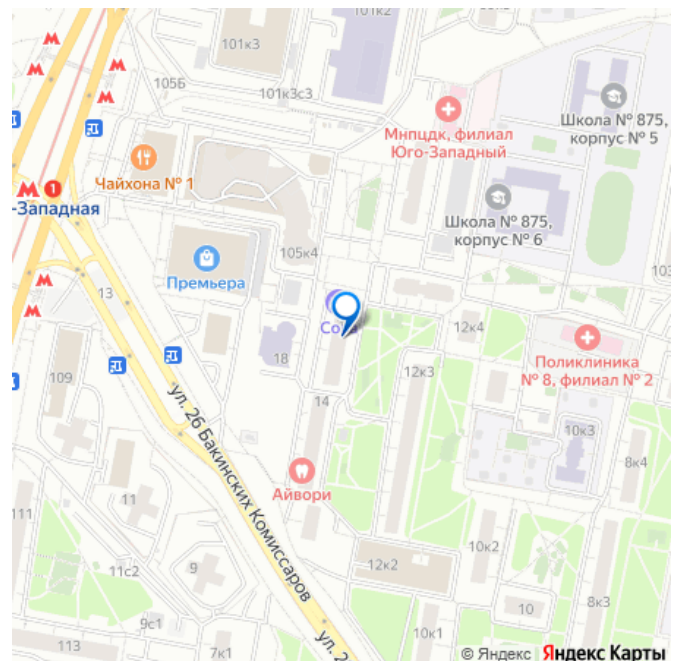 101к3
101к2
105Б
101к3с3
Мнпцдк, филиал
Юго-Западный
Школа № 875,
корпус № 5
Чайхона № 1
1
-Западная
Школа № 875,
корпус № 6
105к4
103
Премьера
13
18
12к4
Поликлиника
№ 8, филиал № 2
109
12к3
14
ул. 26 Бакинских Комиссаров
10к3
8к4
Айвори
111
11
10к2
11с2
9
12к2
8к3
10
9с1
113
7к1
ул. 2
10к1
© Яндекс Яндекс Карты